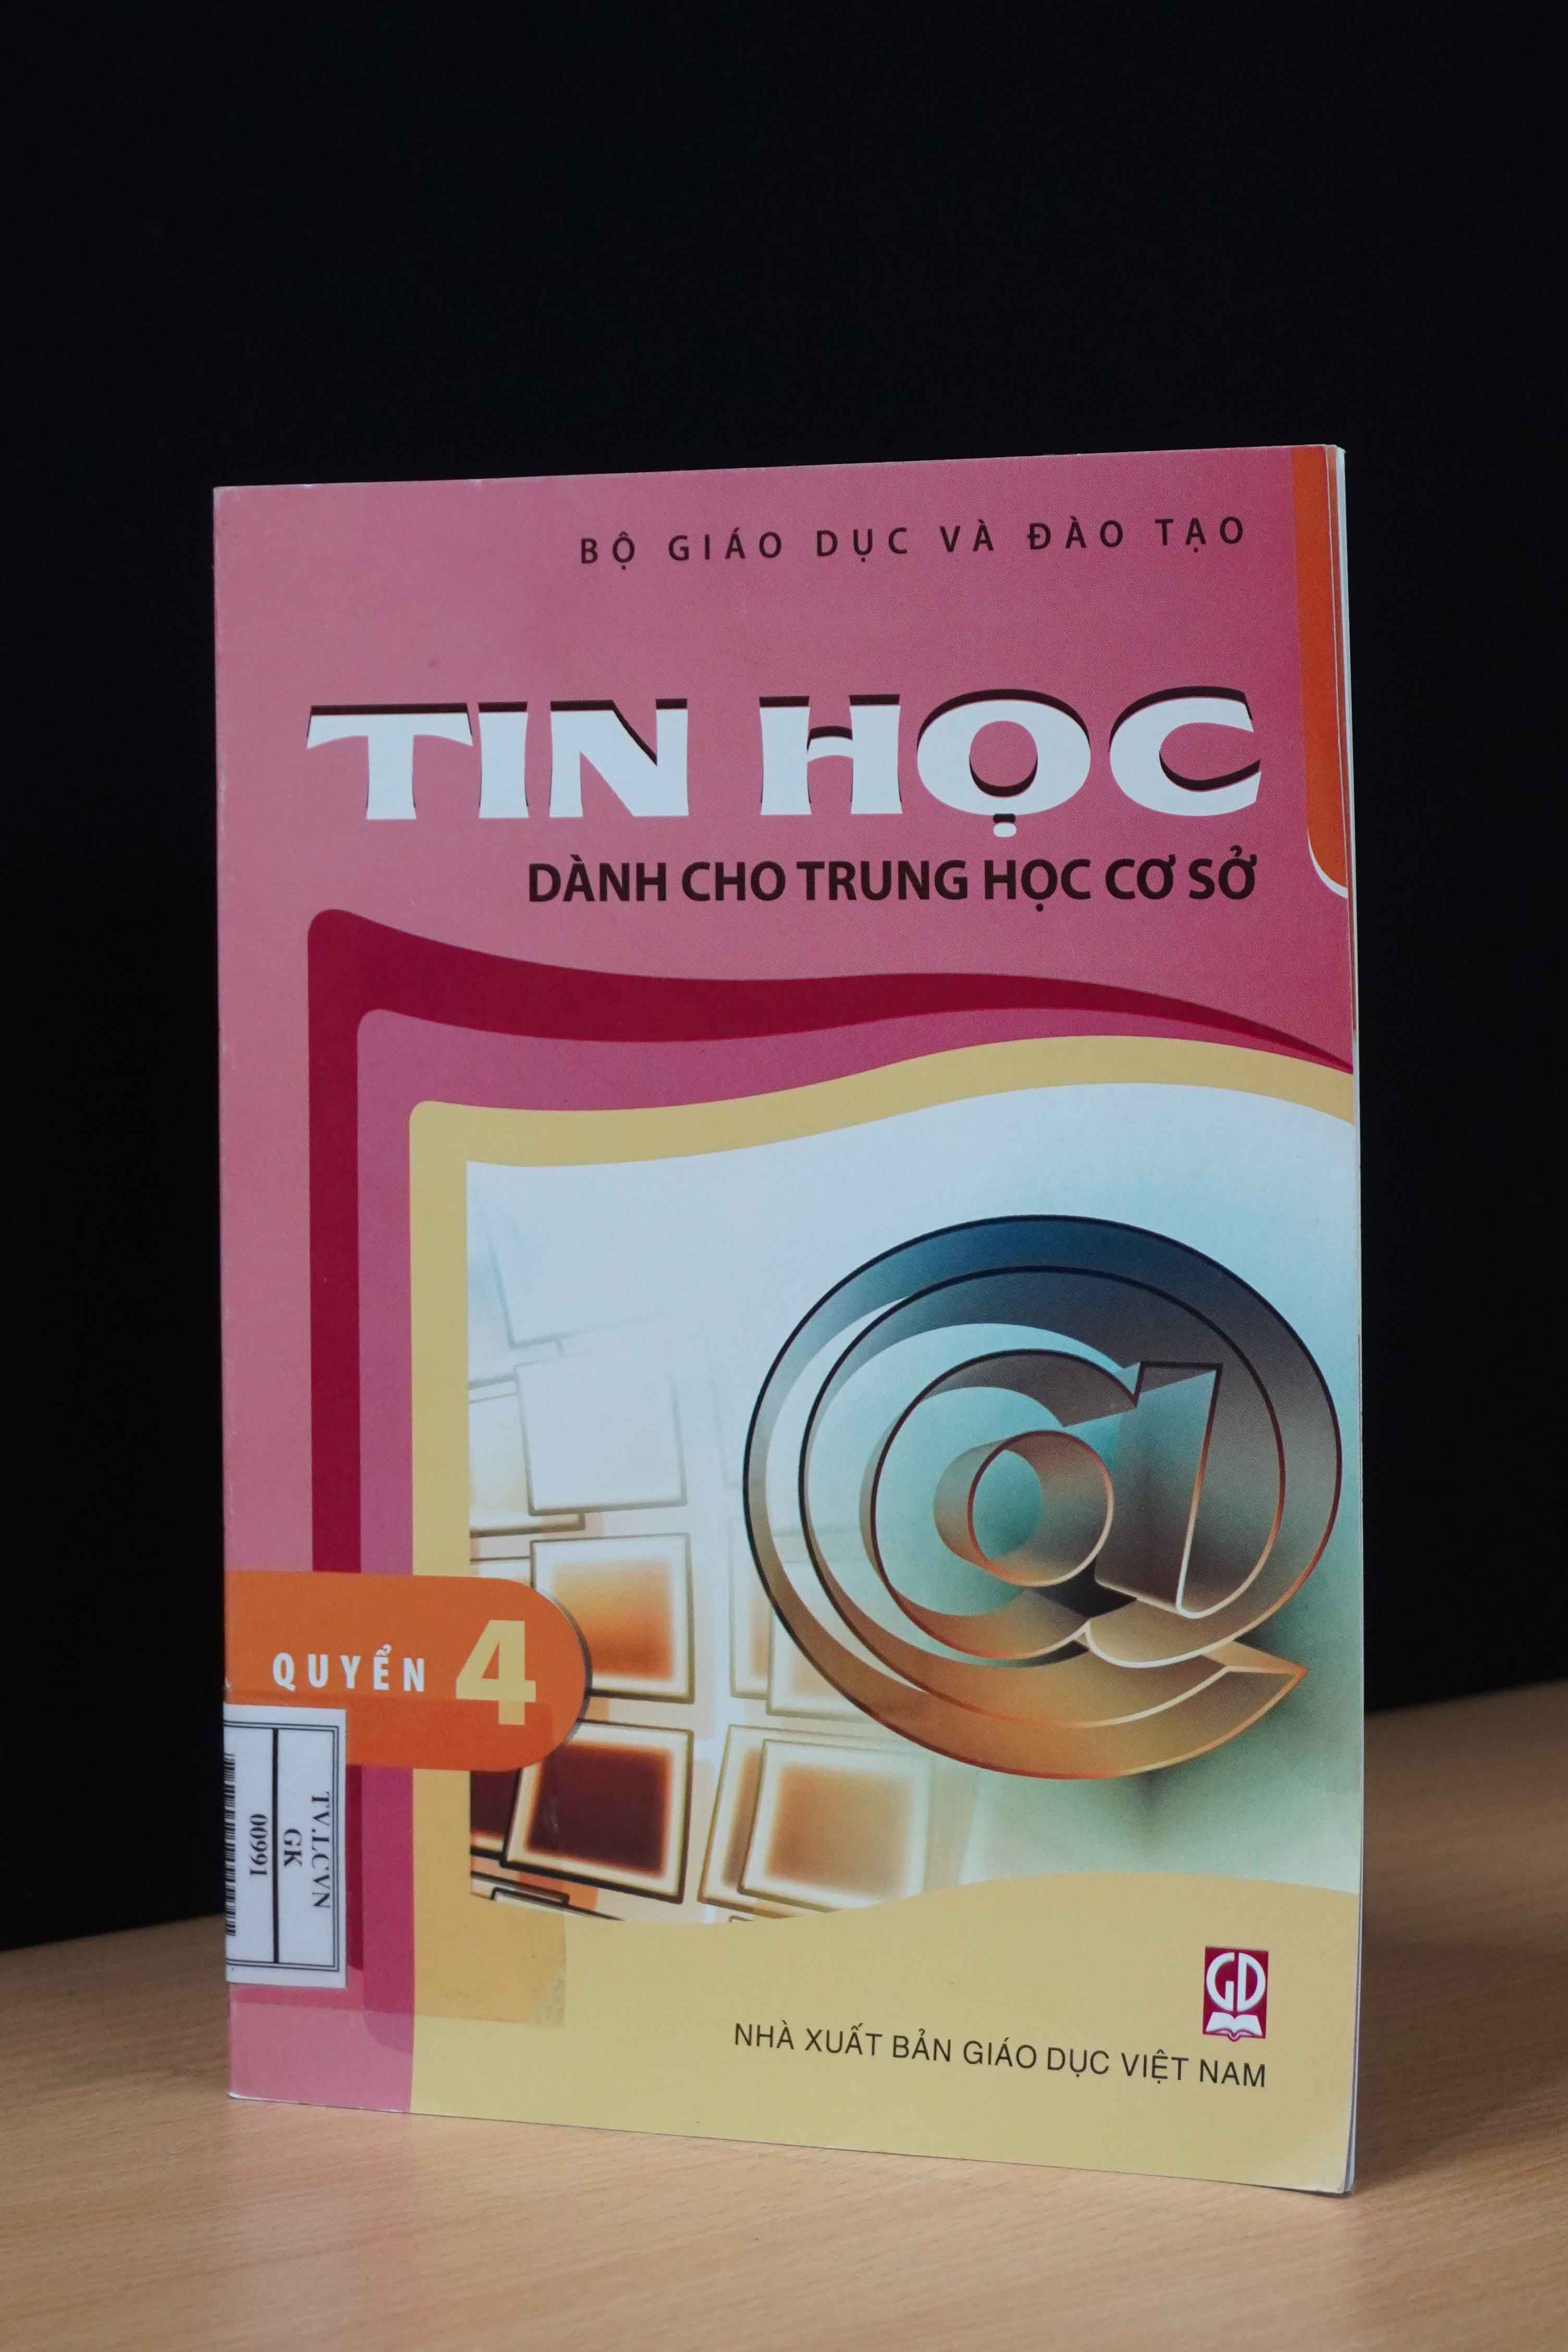 BỘ GIÁO DỤC VÀ ĐÀO TẠO
TIN HỌC
DÀNH CHO TRUNG HỌC CƠ SỞ
QUYỂN 4
TV.LCVN
GK
00991
GD
NHÀ XUẤT BẢN GIÁO DỤC VIỆT NAM